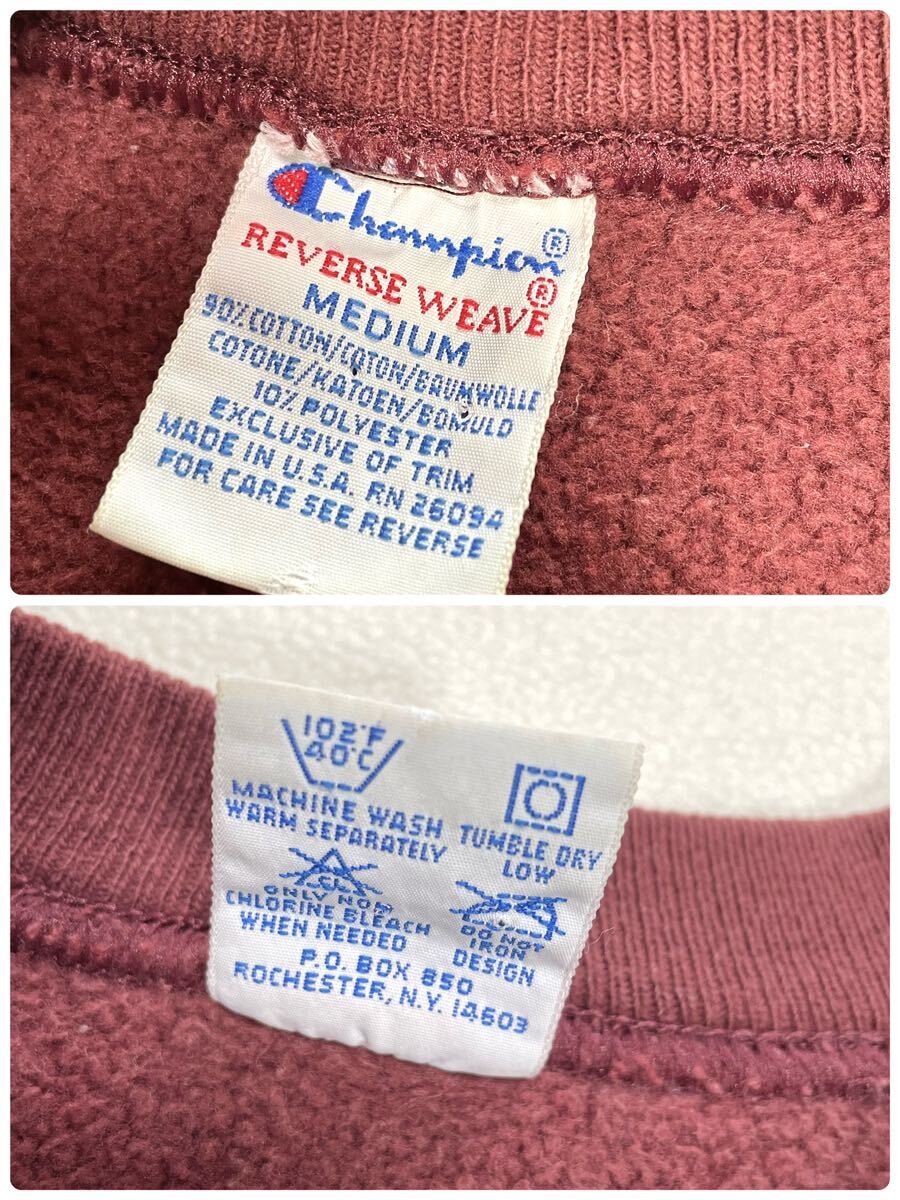 Champion®
REVERSE WEAVE®
MEDIUM
90% COTTON/COTON/BAUMWOLLE
COTONE/KATOEN/BOMULD
10% POLYESTER
EXCLUSIVE OF TRIM
MADE IN U.S.A. RN 26094
FOR CARE SEE REVERSE
102°F
40°C
MACHINE WASH
WARM SEPARATELY
TUMBLE DRY
LOW
CL
ONLY NON
CHLORINE BLEACH
WHEN NEEDED
DO NOT
IRON
DESIGN
P.O. BOX 850
ROCHESTER, N.Y. 14603